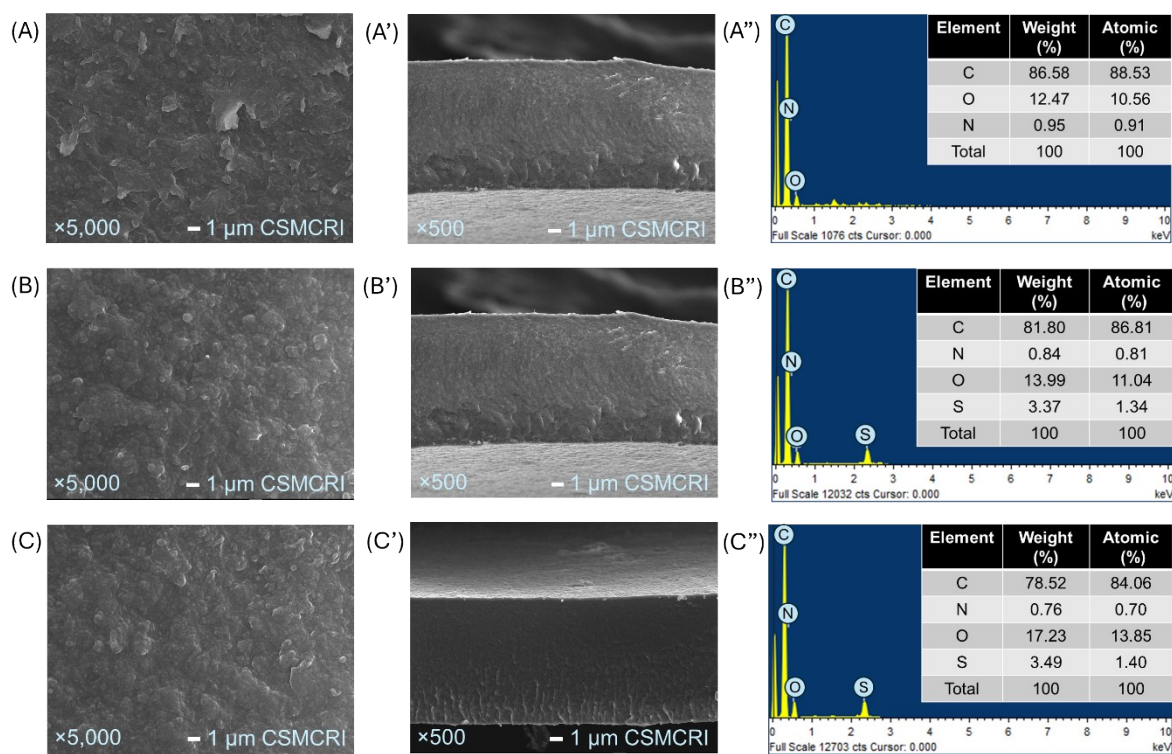 (A)
×5,000
1 µm CSMCRI
(A’)
×500
1 µm CSMCRI
(A”)
C
N
O
Element Weight (%) Atomic (%)
C 86.58 88.53
O 12.47 10.56
N 0.95 0.91
Total 100 100
0 1 2 3 4 5 6 7 8 9 10
Full Scale 1076 cts Cursor: 0.000 keV
(B)
×5,000
1 µm CSMCRI
(B’)
×500
1 µm CSMCRI
(B”)
C
N
O
S
Element Weight (%) Atomic (%)
C 81.80 86.81
N 0.84 0.81
O 13.99 11.04
S 3.37 1.34
Total 100 100
0 1 2 3 4 5 6 7 8 9 10
Full Scale 12032 cts Cursor: 0.000 keV
(C)
×5,000
1 µm CSMCRI
(C’)
×500
1 µm CSMCRI
(C”)
C
N
O
S
Element Weight (%) Atomic (%)
C 78.52 84.06
N 0.76 0.70
O 17.23 13.85
S 3.49 1.40
Total 100 100
0 1 2 3 4 5 6 7 8 9 10
Full Scale 12703 cts Cursor: 0.000 keV